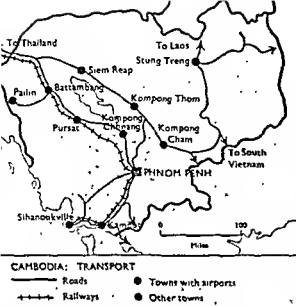 To Thailand
To Laos
Stung Treng
Siem Reap
Battambang
Pailin
Kompong Thom
Pursat
Kompong
Chhnang
Kompong
Cham
To South
Vietnam
PHNOM PENH
Sihanoukville
Kampot
0 100
Miles
CAMBODIA: TRANSPORT
Roads
Towns with airports
Railways
Other towns